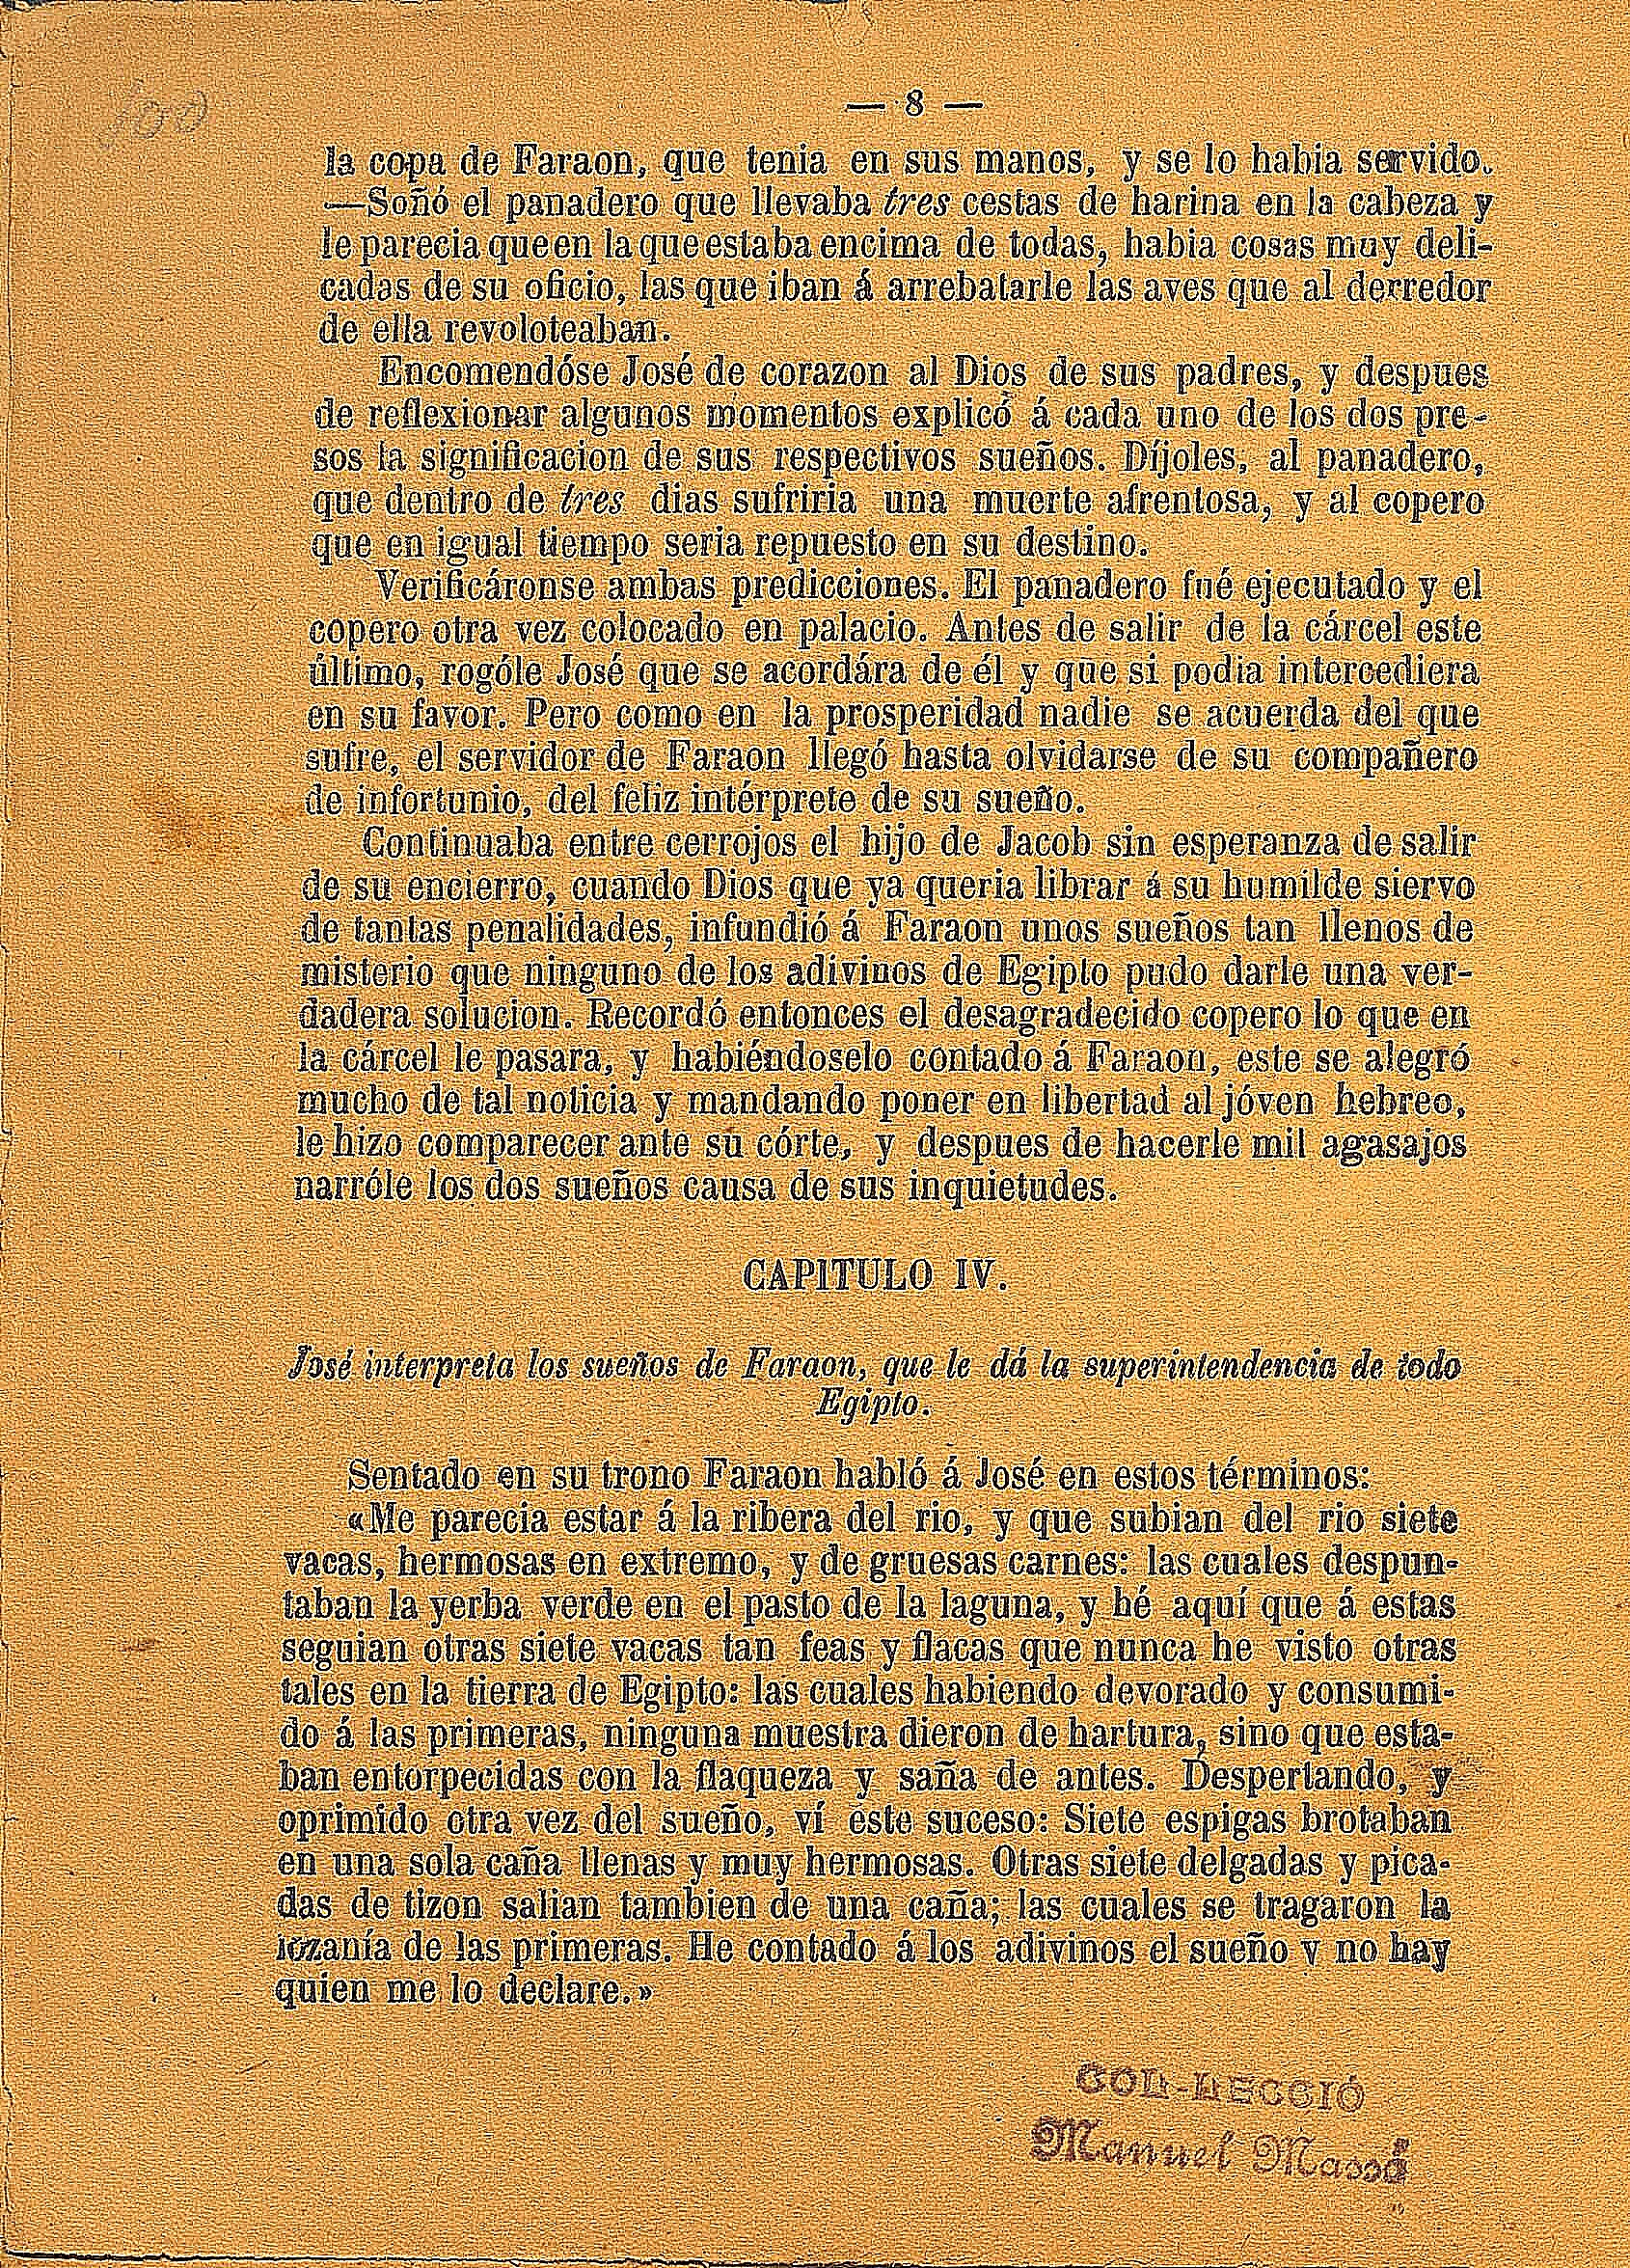 100
— 8 —
la copa de Faraon, que tenia en sus manos, y se lo habia servido.
—Soñó el panadero que llevaba tres cestas de harina en la cabeza y
le parecia que en la que estaba encima de todas, habia cosas muy deli-
cadas de su oficio, las que iban á arrebatarle las aves que al derredor
de ella revoloteaban.
Encomendóse José de corazon al Dios de sus padres, y despues
de reflexionar algunos momentos explicó á cada uno de los dos pre-
sos la significacion de sus respectivos sueños. Díjoles, al panadero,
que dentro de tres dias sufriria una muerte afrentosa, y al copero
que en igual tiempo seria repuesto en su destino.
Verificáronse ambas predicciones. El panadero fué ejecutado y el
copero otra vez colocado en palacio. Antes de salir de la cárcel este
último, rogóle José que se acordára de él y que si podia intercediera
en su favor. Pero como en la prosperidad nadie se acuerda del que
sufre, el servidor de Faraon llegó hasta olvidarse de su compañero
de infortunio, del feliz intérprete de su sueño.
Continuaba entre cerrojos el hijo de Jacob sin esperanza de salir
de su encierro, cuando Dios que ya queria librar á su humilde siervo
de tantas penalidades, infundió á Faraon unos sueños tan llenos de
misterio que ninguno de los adivinos de Egipto pudo darle una ver-
dadera solucion. Recordó entonces el desagradecido copero lo que en
la cárcel le pasara, y habiéndoselo contado á Faraon, este se alegró
mucho de tal noticia y mandando poner en libertad al jóven hebreo,
le hizo comparecer ante su córte, y despues de hacerle mil agasajos
narróle los dos sueños causa de sus inquietudes.
CAPITULO IV.
José interpreta los sueños de Faraon, que le dá la superintendencia de todo
Egipto.
Sentado en su trono Faraon habló á José en estos términos:
«Me parecia estar á la ribera del rio, y que subian del rio siete
vacas, hermosas en extremo, y de gruesas carnes: las cuales despun-
taban la yerba verde en el pasto de la laguna, y hé aquí que á estas
seguian otras siete vacas tan feas y flacas que nunca he visto otras
tales en la tierra de Egipto: las cuales habiendo devorado y consumi-
do á las primeras, ninguna muestra dieron de hartura, sino que esta-
ban entorpecidas con la flaqueza y saña de antes. Despertando, y
oprimido otra vez del sueño, ví este suceso: Siete espigas brotaban
en una sola caña llenas y muy hermosas. Otras siete delgadas y pica-
das de tizon salian tambien de una caña; las cuales se tragaron la
lozanía de las primeras. He contado á los adivinos el sueño y no hay
quien me lo declare.»
COL-LECCIÓ
Manuel Massó